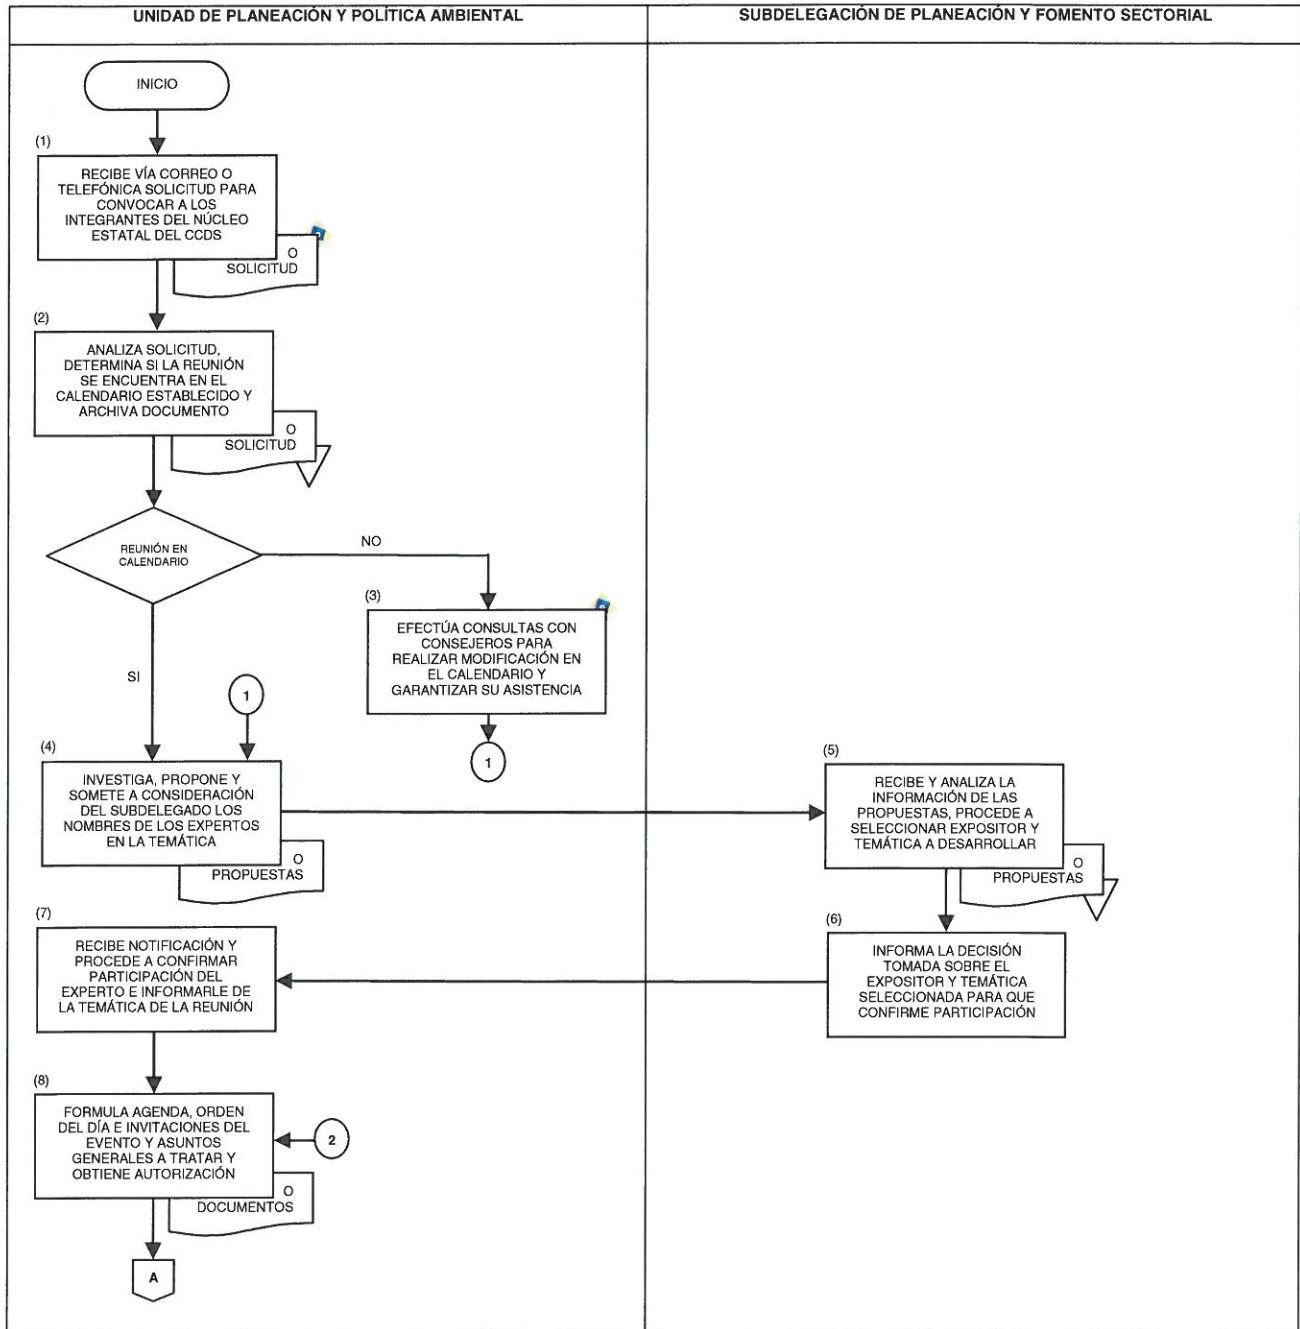 UNIDAD DE PLANEACIÓN Y POLÍTICA AMBIENTAL
SUBDELEGACIÓN DE PLANEACIÓN Y FOMENTO SECTORIAL
INICIO
(1)
RECIBE VÍA CORREO O
TELEFÓNICA SOLICITUD PARA
CONVOCAR A LOS
INTEGRANTES DEL NÚCLEO
ESTATAL DEL CCDS
O
SOLICITUD
(2)
ANALIZA SOLICITUD,
DETERMINA SI LA REUNIÓN
SE ENCUENTRA EN EL
CALENDARIO ESTABLECIDO Y
ARCHIVA DOCUMENTO
O
SOLICITUD
REUNIÓN EN
CALENDARIO
NO
(3)
EFECTÚA CONSULTAS CON
CONSEJEROS PARA
REALIZAR MODIFICACIÓN EN
EL CALENDARIO Y
GARANTIZAR SU ASISTENCIA
1
SI
1
(4)
INVESTIGA, PROPONE Y
SOMETE A CONSIDERACIÓN
DEL SUBDELEGADO LOS
NOMBRES DE LOS EXPERTOS
EN LA TEMÁTICA
O
PROPUESTAS
(5)
RECIBE Y ANALIZA LA
INFORMACIÓN DE LAS
PROPUESTAS, PROCEDE A
SELECCIONAR EXPOSITOR Y
TEMÁTICA A DESARROLLAR
O
PROPUESTAS
(6)
INFORMA LA DECISIÓN
TOMADA SOBRE EL
EXPOSITOR Y TEMÁTICA
SELECCIONADA PARA QUE
CONFIRME PARTICIPACIÓN
(7)
RECIBE NOTIFICACIÓN Y
PROCEDE A CONFIRMAR
PARTICIPACIÓN DEL
EXPERTO E INFORMARLE DE
LA TEMÁTICA DE LA REUNIÓN
(8)
FORMULA AGENDA, ORDEN
DEL DÍA E INVITACIONES DEL
EVENTO Y ASUNTOS
GENERALES A TRATAR Y
OBTIENE AUTORIZACIÓN
2
O
DOCUMENTOS
A